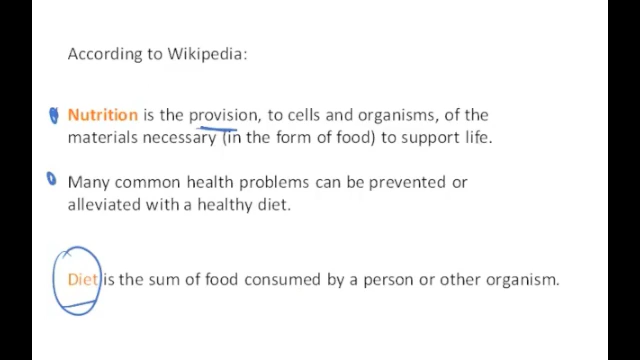 According to Wikipedia:
Nutrition is the provision, to cells and organisms, of the
materials necessary (in the form of food) to support life.
Many common health problems can be prevented or
alleviated with a healthy diet.
Diet is the sum of food consumed by a person or other organism.